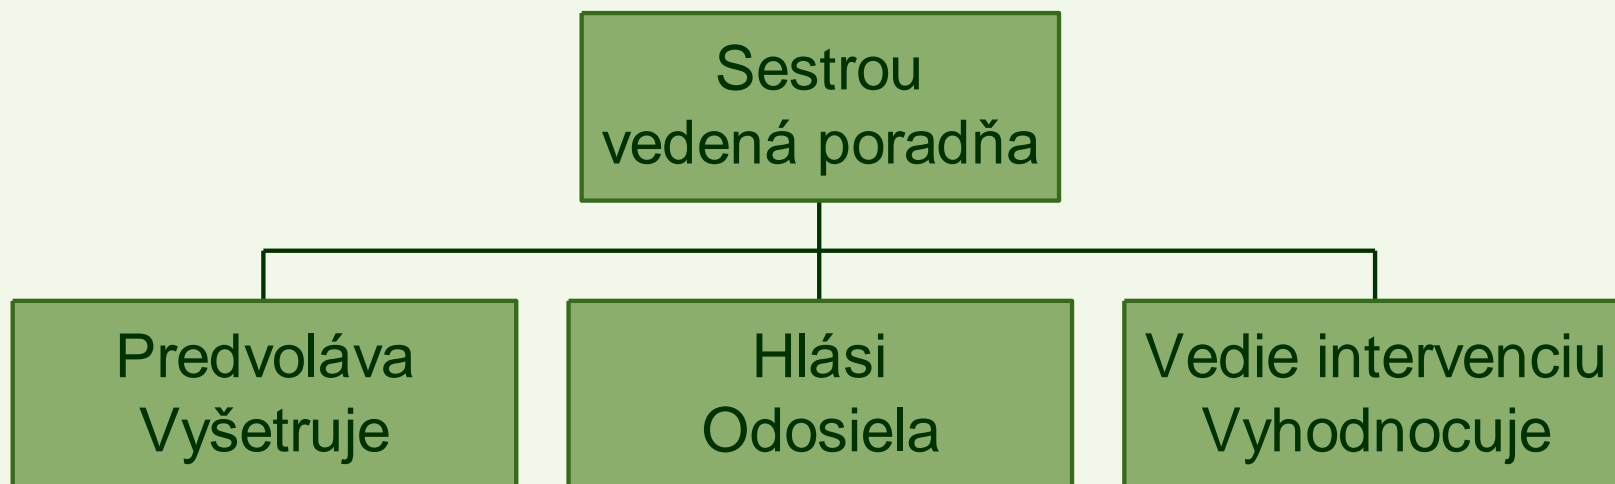 Sestrou
vedená poradňa
Predvoláva
Vyšetruje
Hlási
Odosiela
Vedie intervenciu
Vyhodnocuje